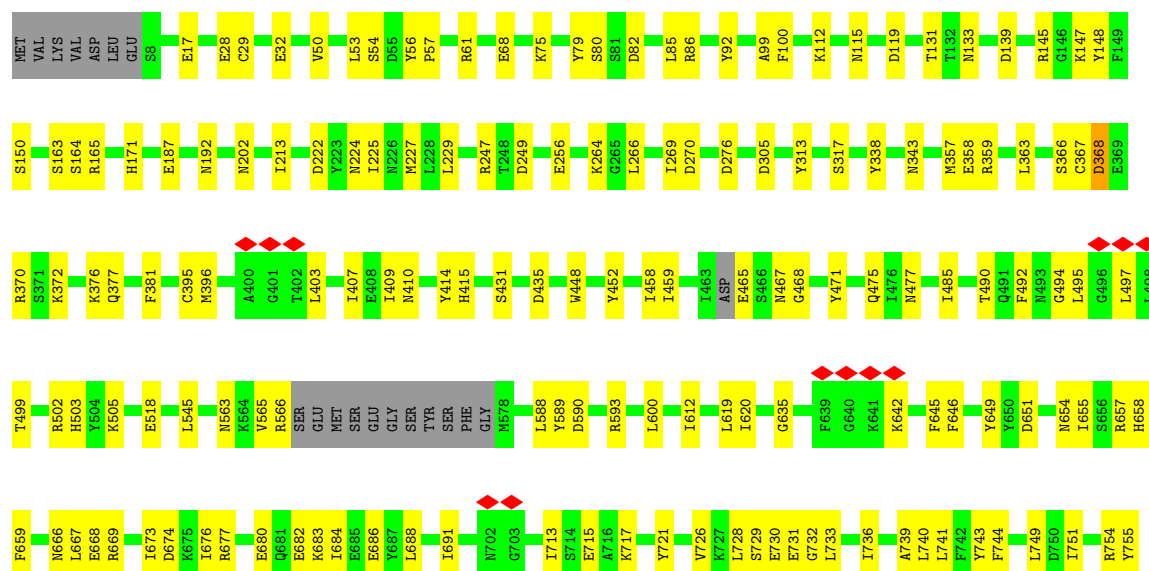 MET VAL LYS VAL ASP LEU GLU S8 E17 E28 C29 E32 V50 L53 S54 D55 Y56 P57 R61 E68 K75 Y79 S80 S81 D82 L85 R86 Y92 A99 F100 K112 N115 D119 T131 T132 N133 D139 R145 G146 K147 Y148 F149
S150 S163 S164 R165 H171 E187 N192 N202 I213 D222 Y223 N224 I225 N226 M227 L228 L229 R247 T248 D249 E256 K264 G265 L266 I269 D270 D276 D305 Y313 S317 Y338 N343 M357 E358 R359 L363 S366 C367 D368 E369
R370 S371 K372 K376 Q377 F381 C395 M396 A400 G401 T402 L403 I407 E408 I409 N410 Y414 H415 S431 D435 W448 Y452 I458 I459 I463 ASP E465 S466 N467 G468 Y471 Q475 I476 N477 I485 T490 Q491 F492 N493 G494 L495 G496 L497 L498
T499 R502 H503 Y504 K505 E518 L545 N563 K564 V565 R566 SER GLU MET SER GLU GLY SER TYR SER PHE GLY M578 L588 Y589 D590 R593 L600 I612 L619 I620 G635 F639 G640 K641 K642 F645 F646 Y649 Y650 D651 N654 I655 S656 R657 H658
F659 N666 L667 E668 R669 I673 D674 K675 I676 R677 E680 Q681 E682 K683 I684 E685 E686 Y687 L688 I691 N702 G703 I713 S714 E715 A716 K717 Y721 V726 K727 L728 S729 E730 E731 G732 L733 I736 A739 L740 L741 F742 Y743 F744 L749 D750 I751 R754 Y755